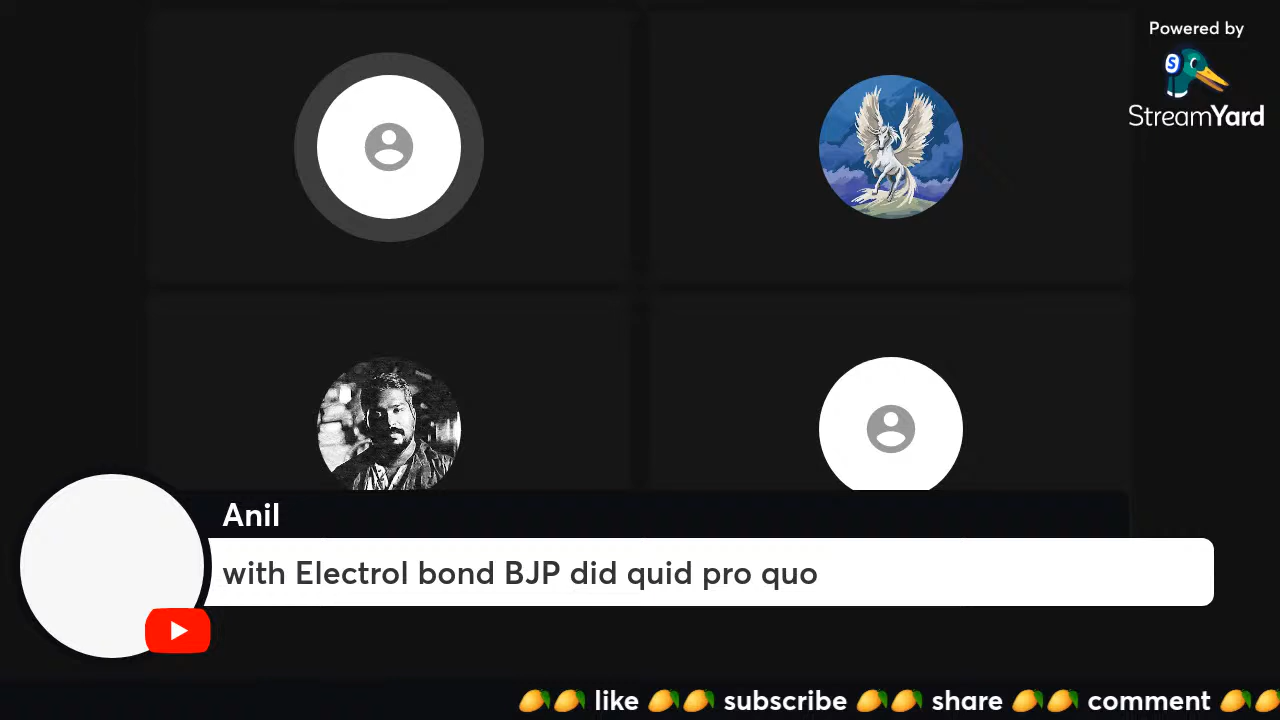 Powered by
StreamYard
Anil
with Electrol bond BJP did quid pro quo
🥭🥭 like 🥭🥭 subscribe 🥭🥭 share 🥭🥭 comment 🥭🥭